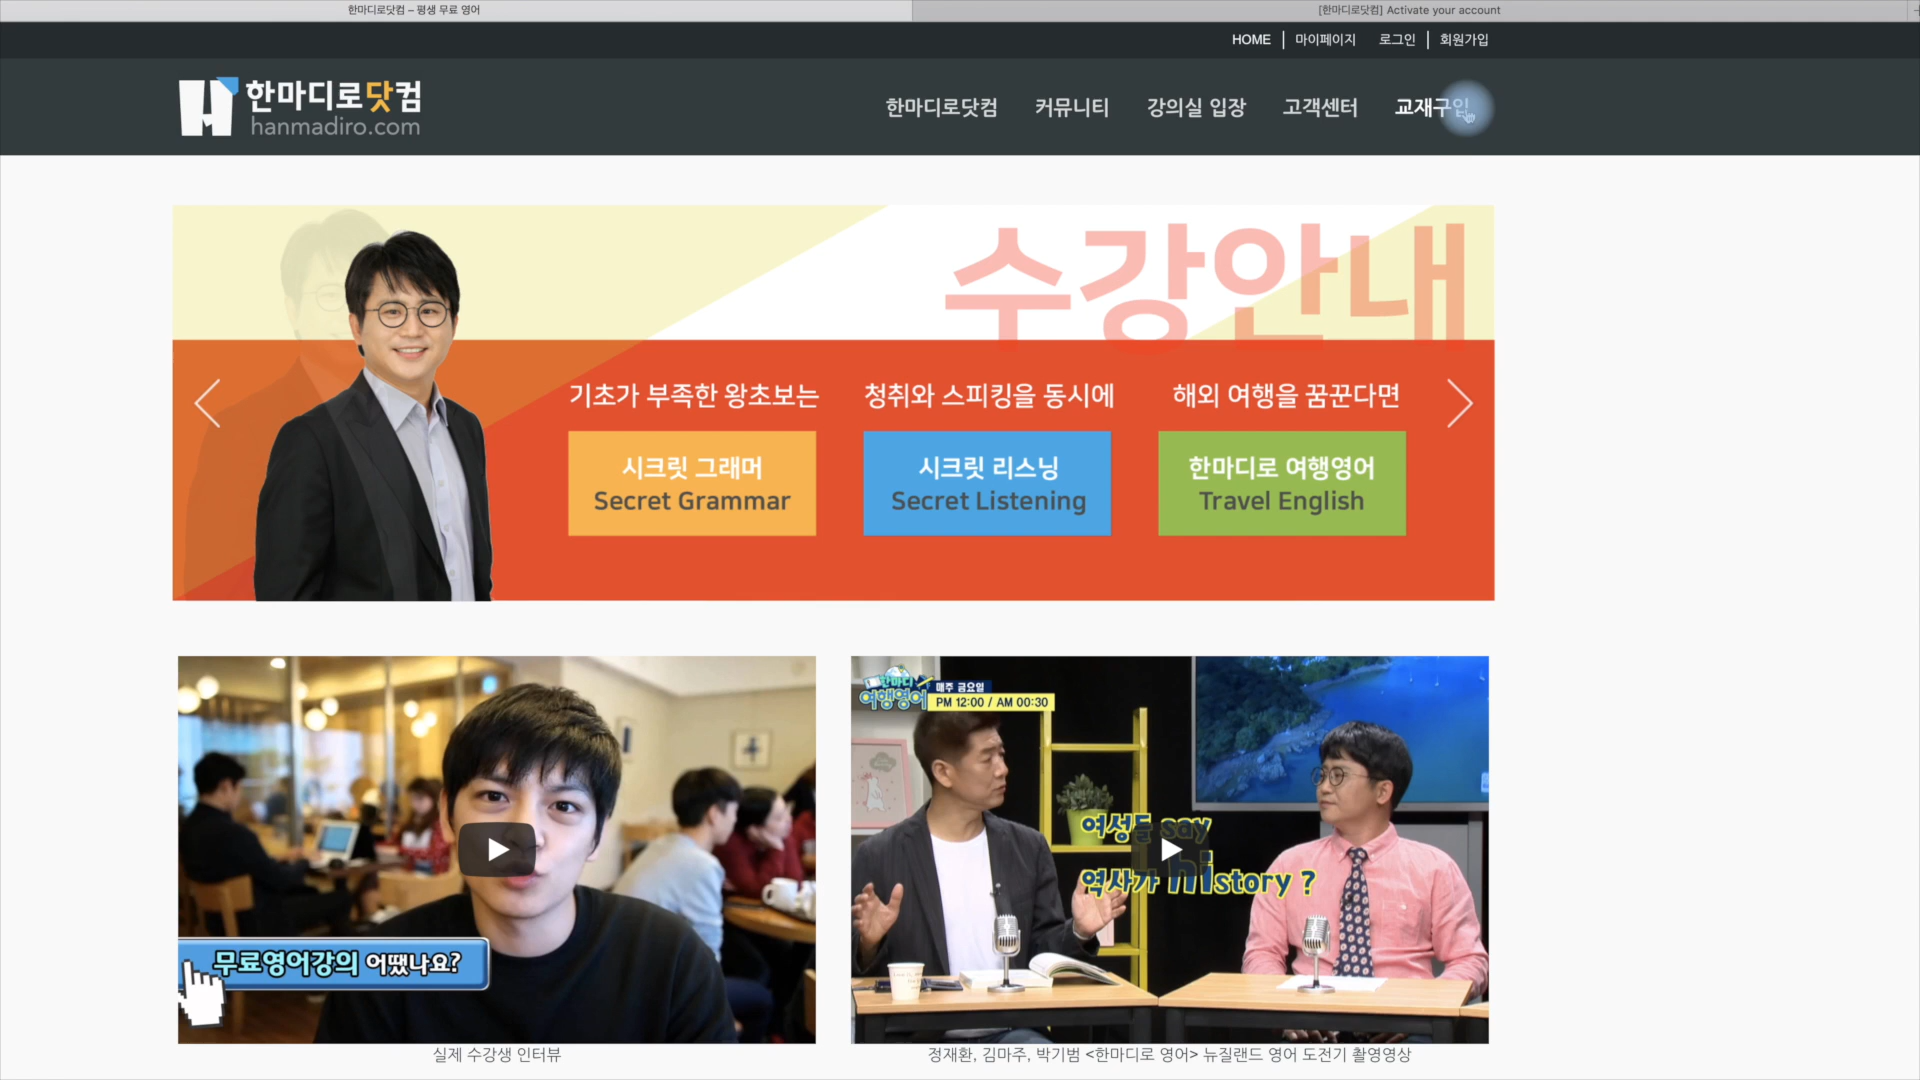 한마디로닷컴 – 평생 무료 영어
[한마디로닷컴] Activate your account
HOME 마이페이지 로그인 회원가입
한마디로닷컴
hanmadiro.com
한마디로닷컴 커뮤니티 강의실 입장 고객센터 교재구입
수강안내
기초가 부족한 왕초보는
시크릿 그래머
Secret Grammar
청취와 스피킹을 동시에
시크릿 리스닝
Secret Listening
해외 여행을 꿈꾼다면
한마디로 여행영어
Travel English
무료영어강의 어땠나요?
실제 수강생 인터뷰
한마디로
여행영어
매주 금요일
PM 12:00 / AM 00:30
여성들 say
역사가 history ?
정재환, 김마주, 박기범 <한마디로 영어> 뉴질랜드 영어 도전기 촬영영상